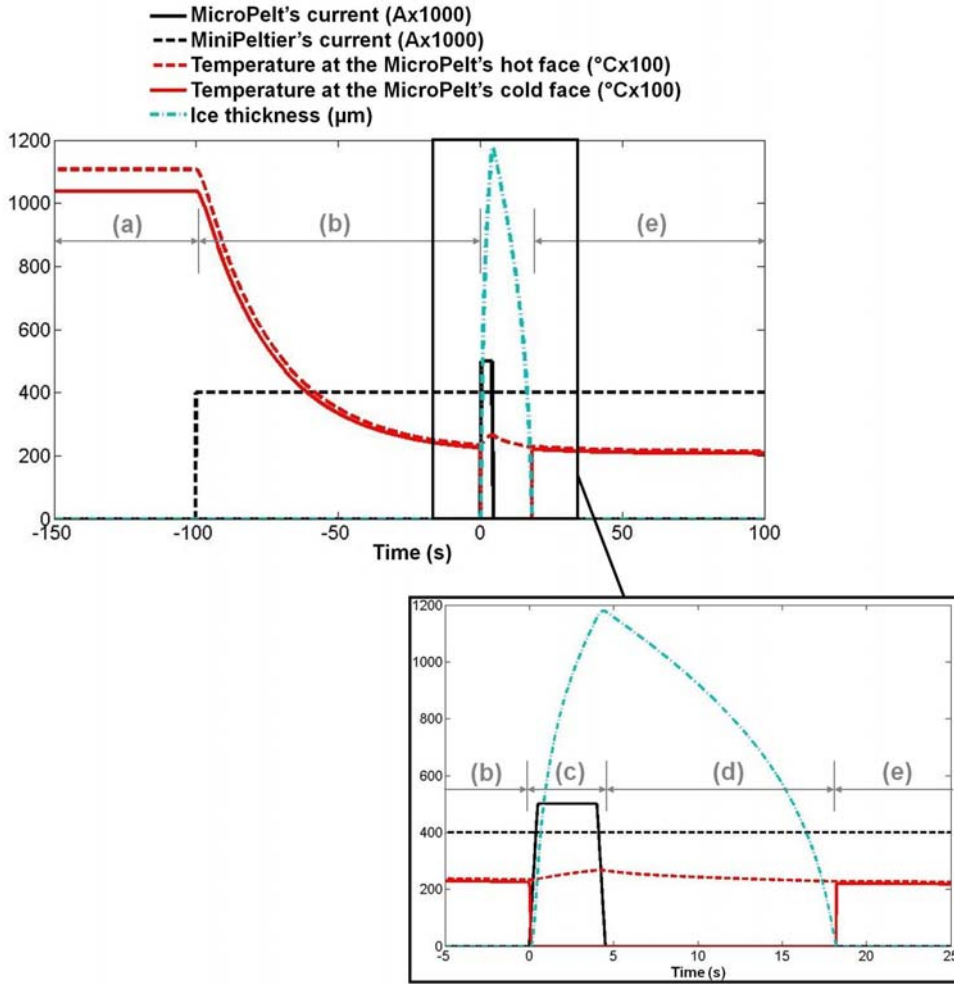 MicroPelt's current (Ax1000)
MiniPeltier's current (Ax1000)
Temperature at the MicroPelt's hot face (°Cx100)
Temperature at the MicroPelt's cold face (°Cx100)
Ice thickness (µm)
1200
1000
800
600
400
200
0
(a)
(b)
(e)
-150
-100
-50
0
50
100
Time (s)
1200
1000
800
600
400
200
0
(b)
(c)
(d)
(e)
-5
0
5
10
15
20
25
Time (s)